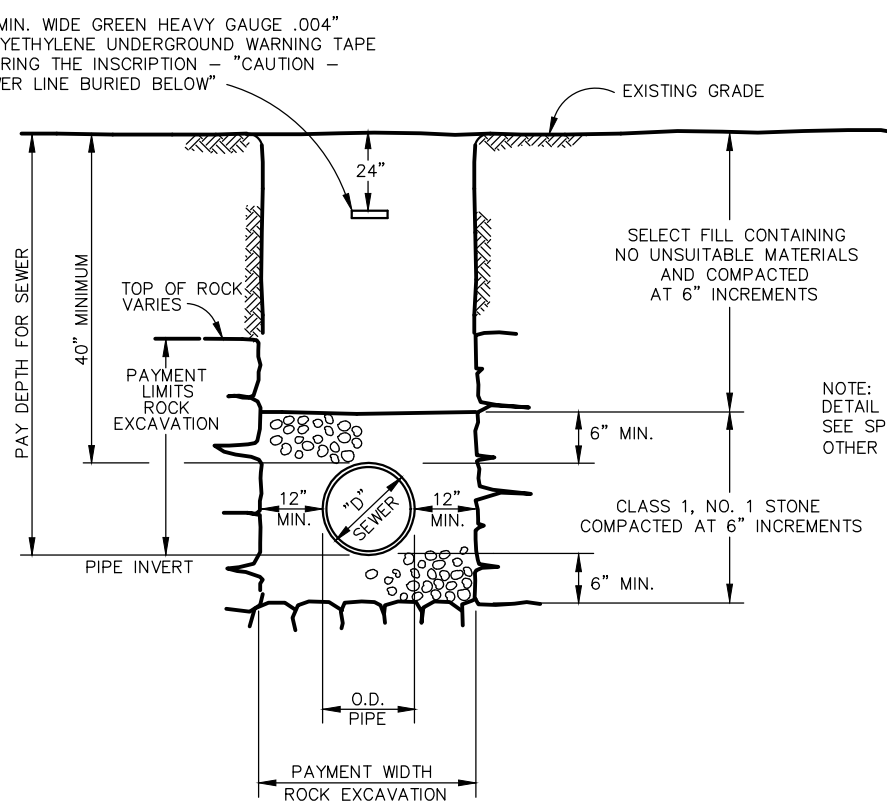 MIN. WIDE GREEN HEAVY GAUGE .004"
YETHYLENE UNDERGROUND WARNING TAPE
RING THE INSCRIPTION – "CAUTION –
ER LINE BURIED BELOW"
EXISTING GRADE
24"
PAY DEPTH FOR SEWER
40" MINIMUM
TOP OF ROCK
VARIES
SELECT FILL CONTAINING
NO UNSUITABLE MATERIALS
AND COMPACTED
AT 6" INCREMENTS
PAYMENT
LIMITS
ROCK
EXCAVATION
NOTE:
DETAIL
SEE SP
OTHER
6" MIN.
12"
MIN.
"D"
SEWER
12"
MIN.
CLASS 1, NO. 1 STONE
COMPACTED AT 6" INCREMENTS
PIPE INVERT
6" MIN.
O.D.
PIPE
PAYMENT WIDTH
ROCK EXCAVATION